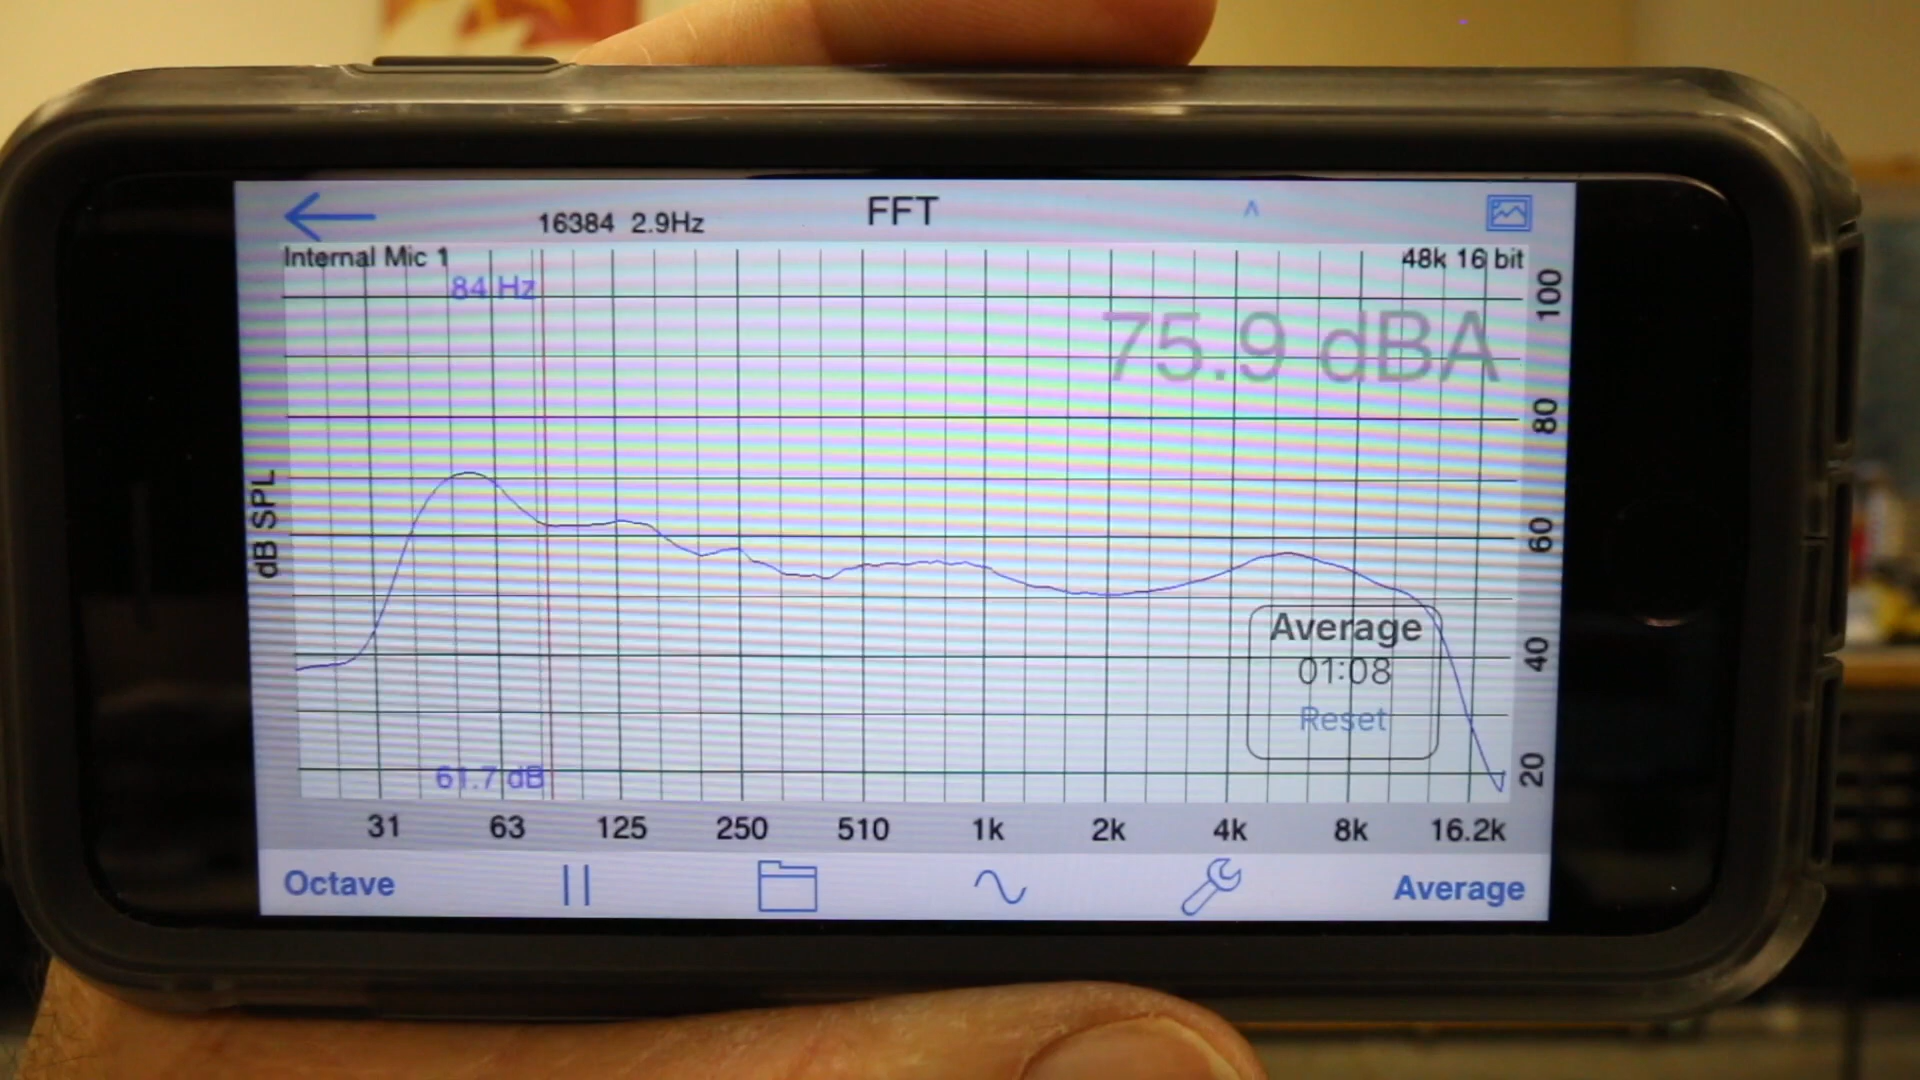 16384 2.9Hz
FFT
^
Internal Mic 1
48k 16 bit
84 Hz
75.9 dBA
100
80
60
40
20
dB SPL
Average
01:08
Reset
61.7 dB
31 63 125 250 510 1k 2k 4k 8k 16.2k
Octave
Average